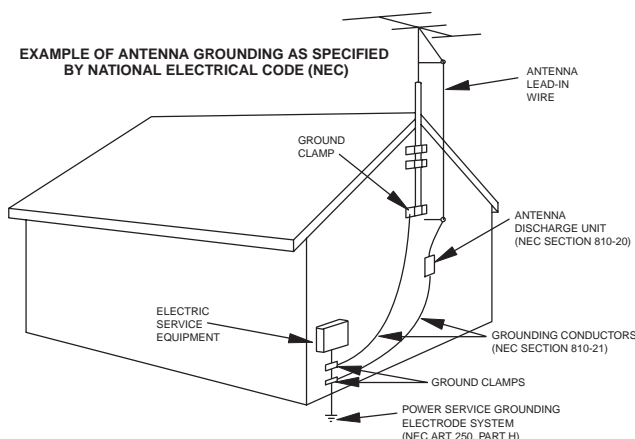 EXAMPLE OF ANTENNA GROUNDING AS SPECIFIED
BY NATIONAL ELECTRICAL CODE (NEC)
ANTENNA
LEAD-IN
WIRE
GROUND
CLAMP
ANTENNA
DISCHARGE UNIT
(NEC SECTION 810-20)
ELECTRIC
SERVICE
EQUIPMENT
GROUNDING CONDUCTORS
(NEC SECTION 810-21)
GROUND CLAMPS
POWER SERVICE GROUNDING
ELECTRODE SYSTEM
(NEC ART 250, PART H)